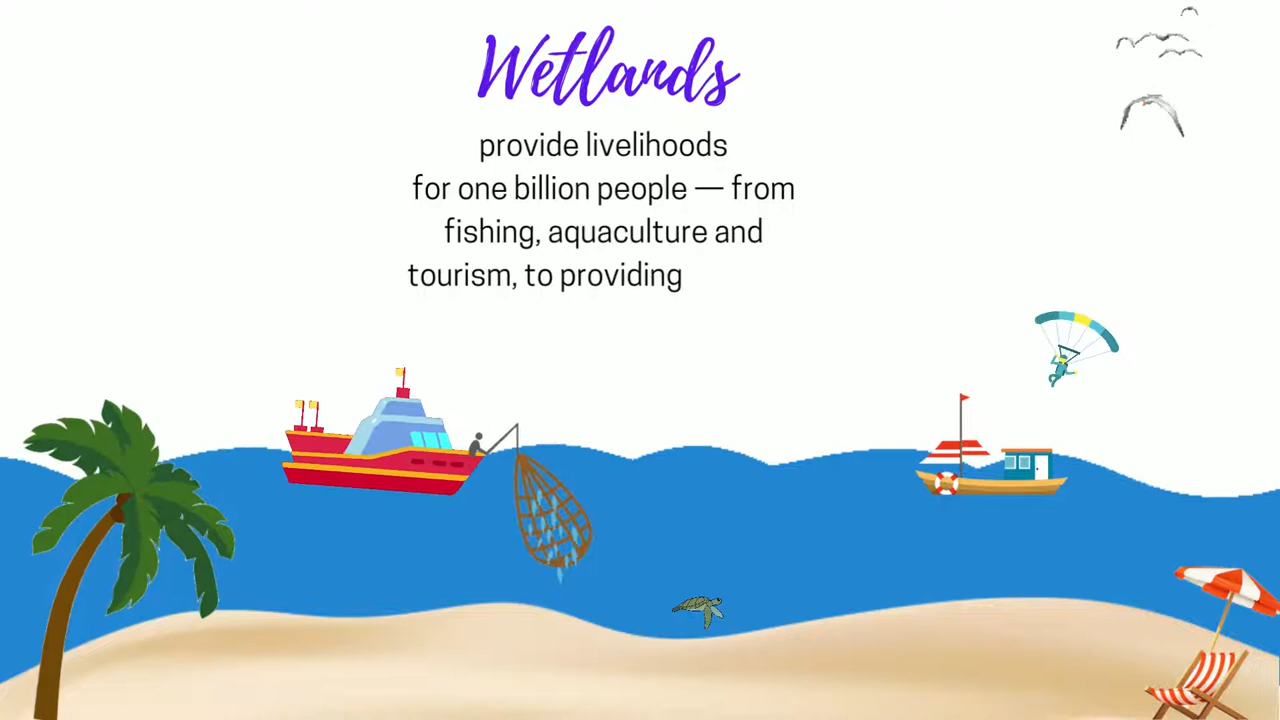 Wetlands
provide livelihoods
for one billion people — from
fishing, aquaculture and
tourism, to providing